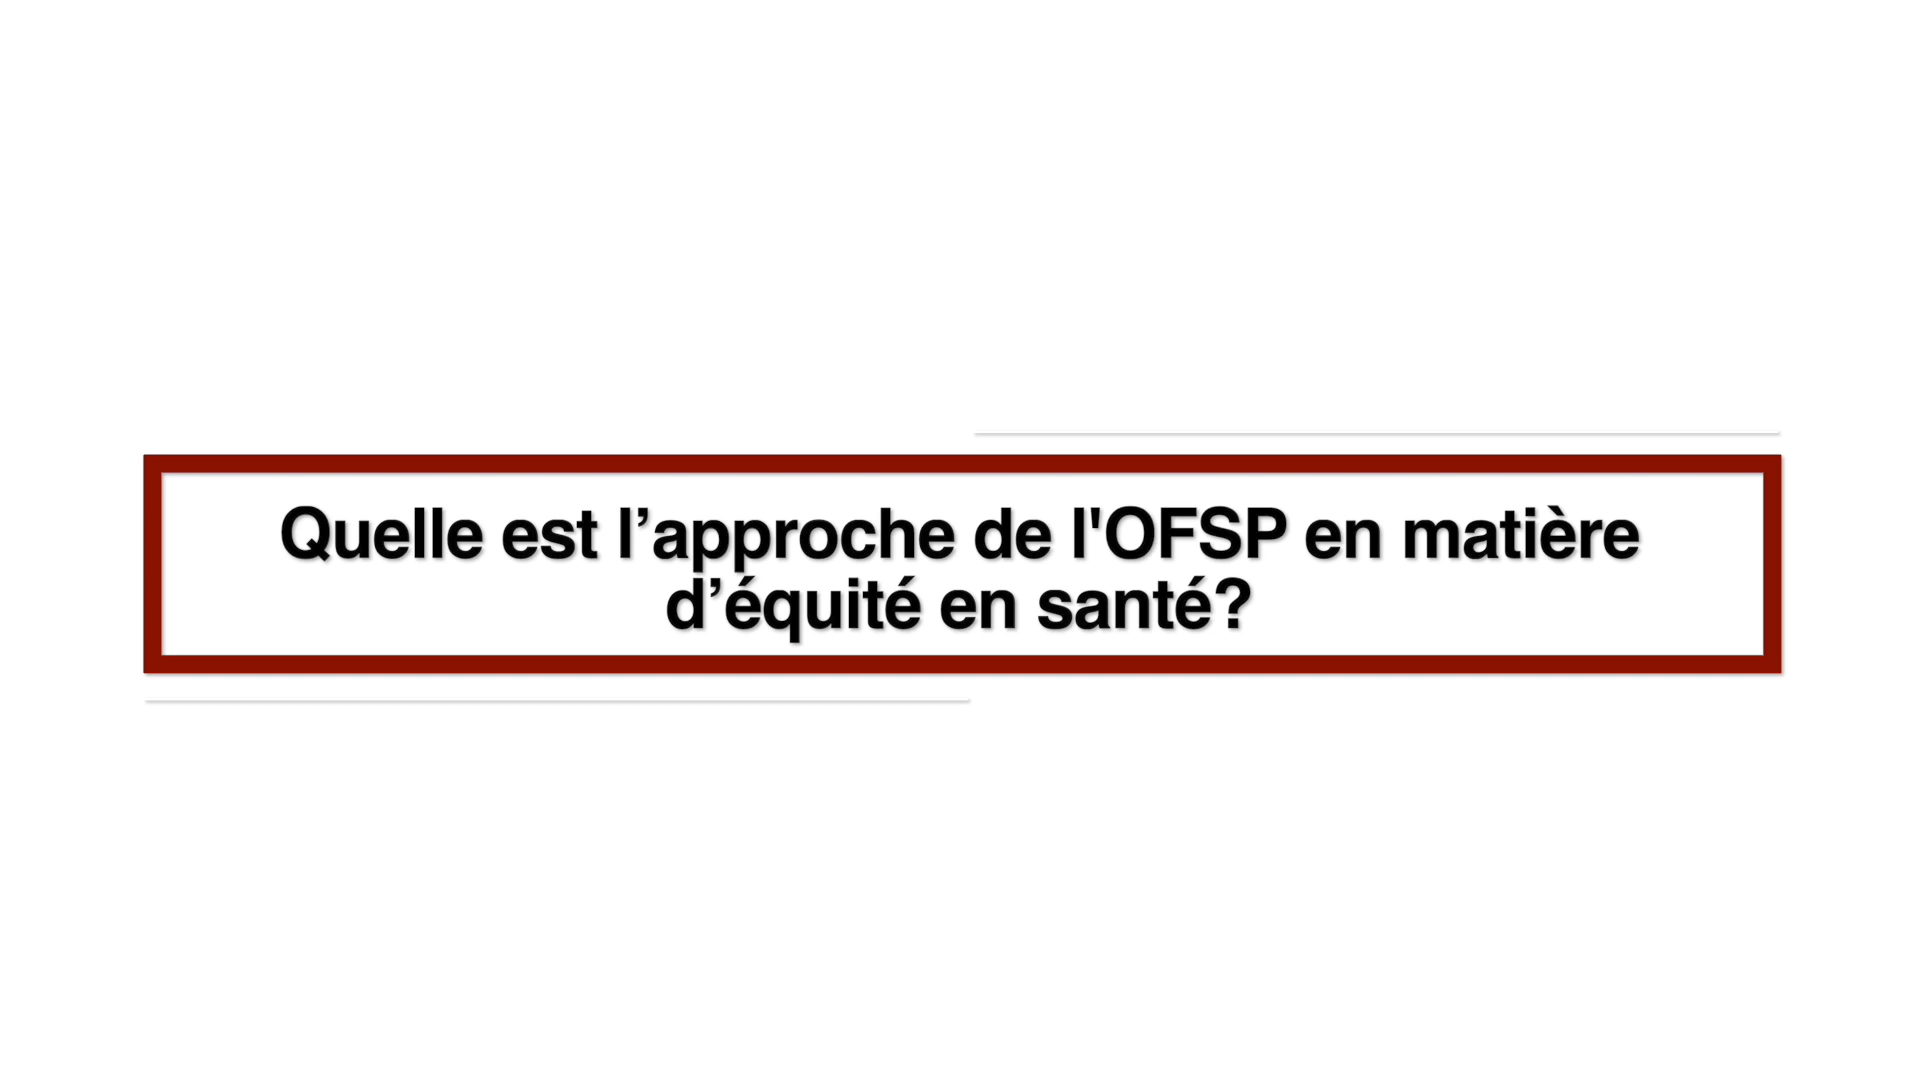 Quelle est l’approche de l'OFSP en matière
d’équité en santé?